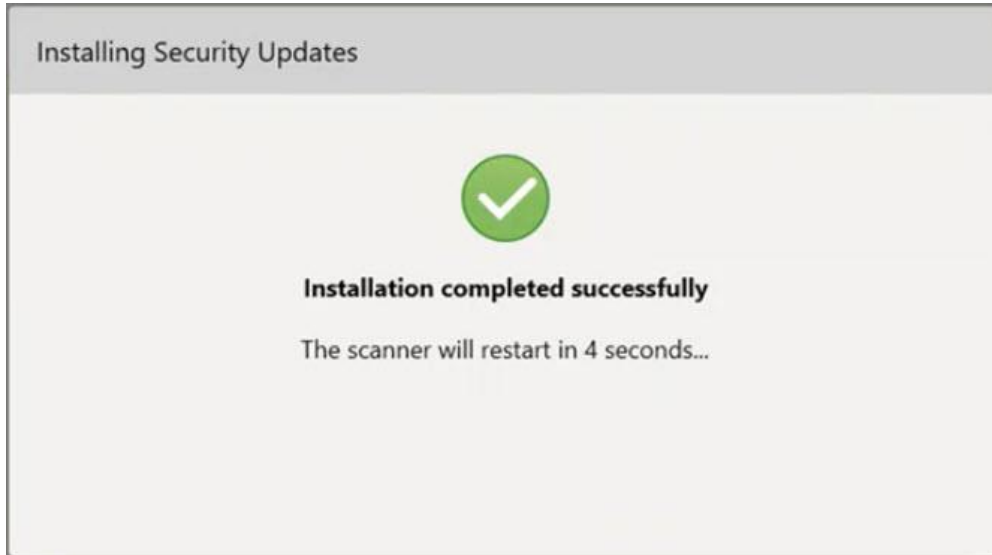 Installing Security Updates
Installation completed successfully
The scanner will restart in 4 seconds...